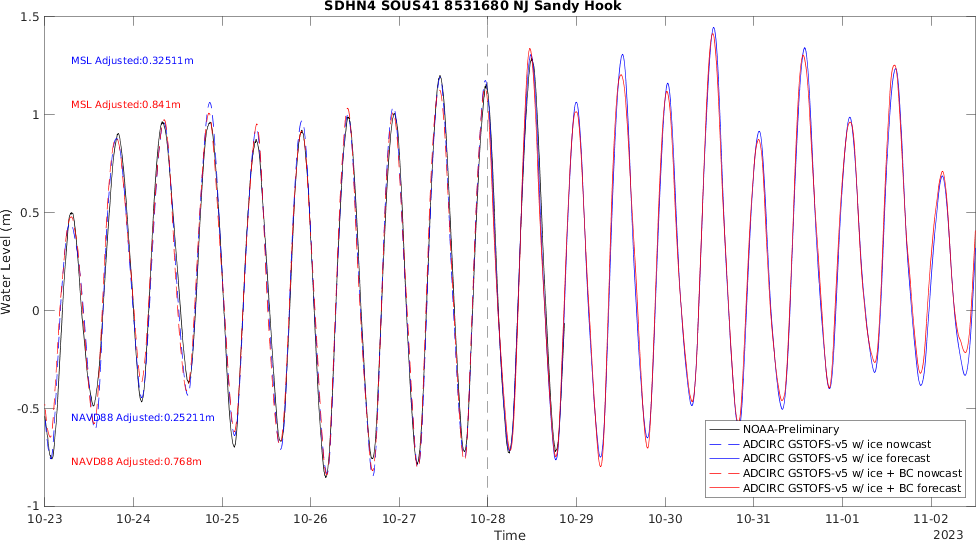 SDHN4 SOUS41 8531680 NJ Sandy Hook
1.5
1
0.5
0
-0.5
-1
Water Level (m)
MSL Adjusted:0.32511m
MSL Adjusted:0.841m
NAVD88 Adjusted:0.25211m
NAVD88 Adjusted:0.768m
NOAA-Preliminary
ADCIRC GSTOFS-v5 w/ ice nowcast
ADCIRC GSTOFS-v5 w/ ice forecast
ADCIRC GSTOFS-v5 w/ ice + BC nowcast
ADCIRC GSTOFS-v5 w/ ice + BC forecast
10-23 10-24 10-25 10-26 10-27 10-28 10-29 10-30 10-31 11-01 11-02
Time
2023